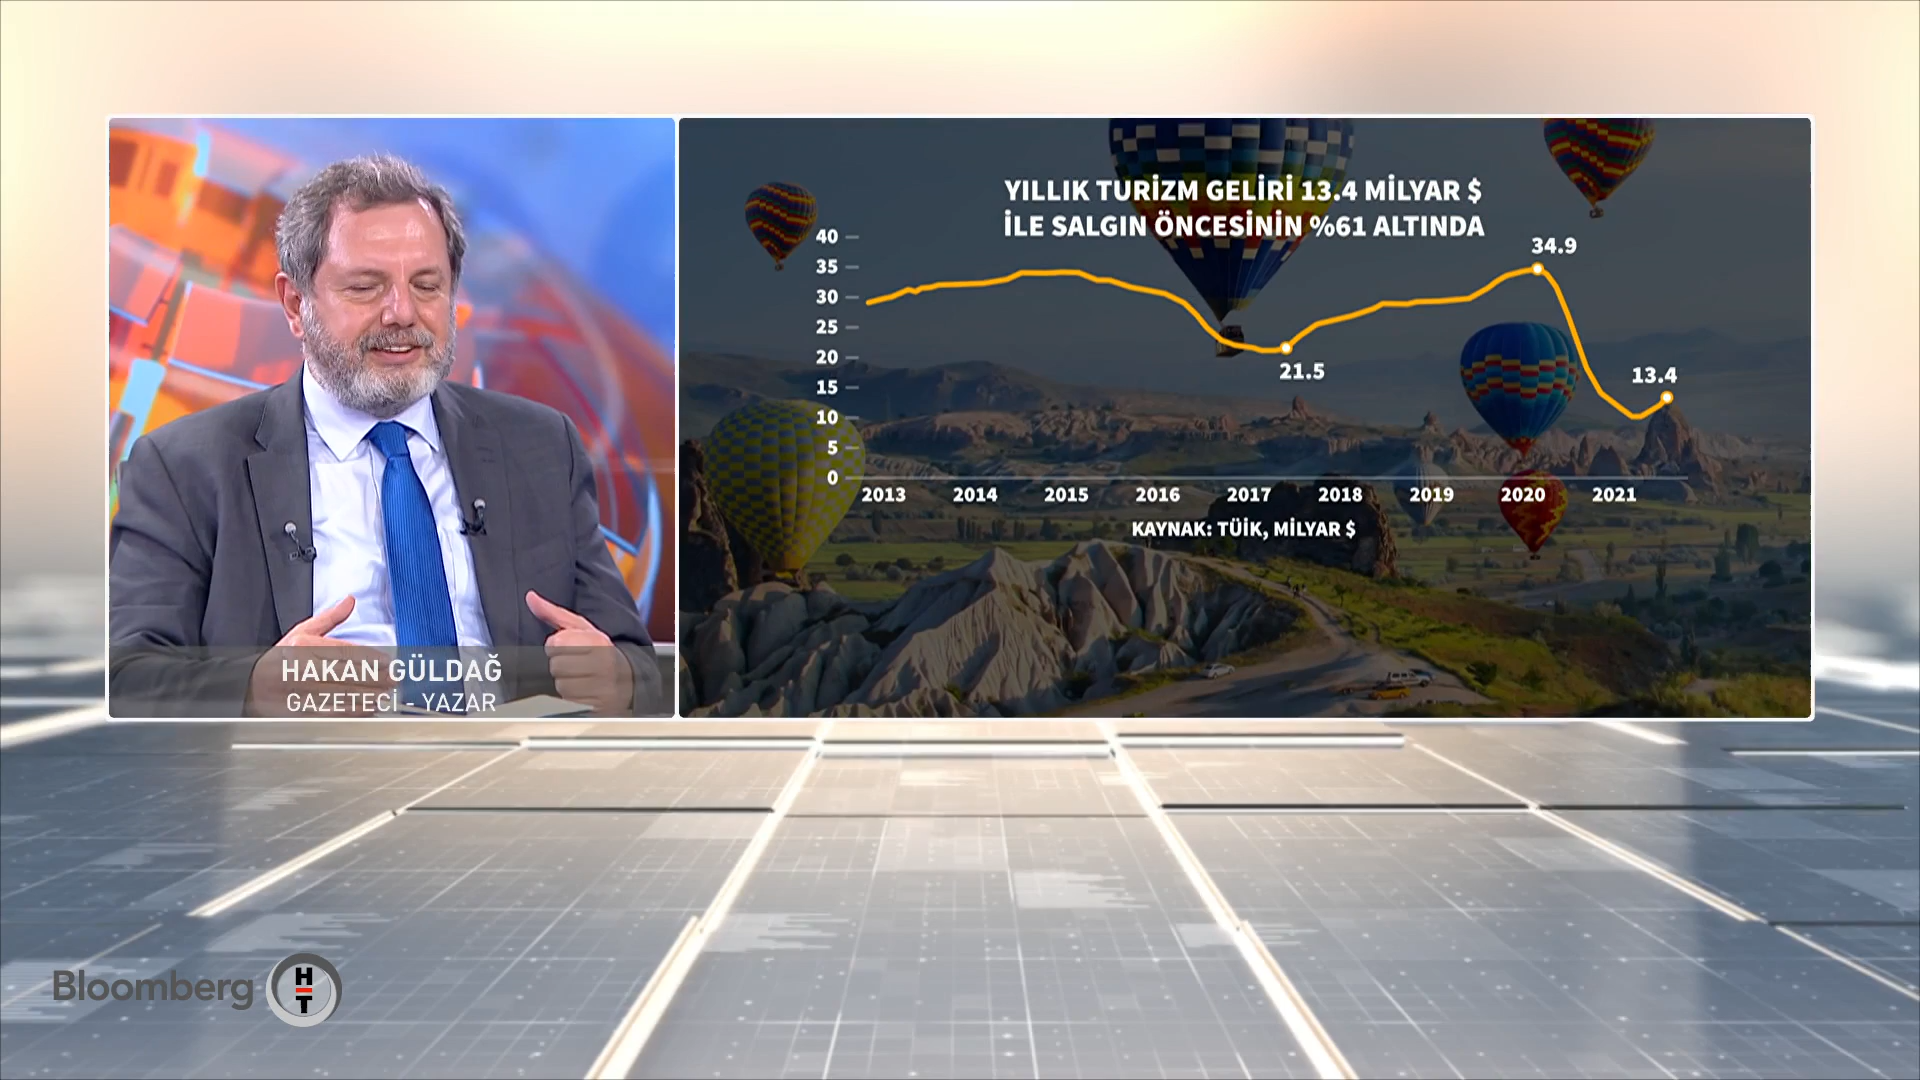 YILLIK TURİZM GELİRİ 13.4 MİLYAR $
İLE SALGIN ÖNCESİNİN %61 ALTINDA
40
35
30
25
20
15
10
5
0
34.9
21.5
13.4
2013 2014 2015 2016 2017 2018 2019 2020 2021
KAYNAK: TÜİK, MİLYAR $
HAKAN GÜLDAĞ
GAZETECİ - YAZAR
Bloomberg HT